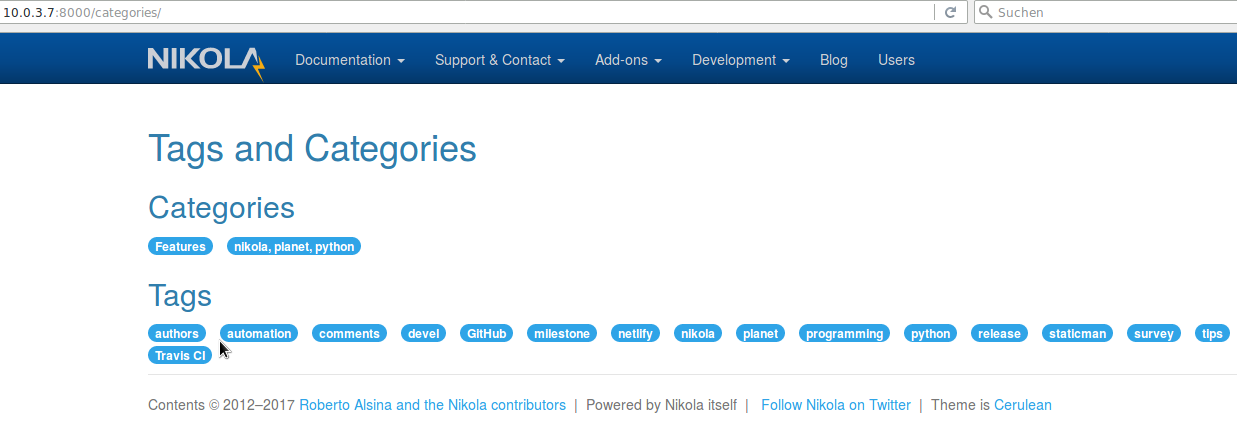 10.0.3.7:8000/categories/ Suchen
NIKOLA Documentation Support & Contact Add-ons Development Blog Users
Tags and Categories
Categories
Features nikola, planet, python
Tags
authors automation comments devel GitHub milestone netlify nikola planet programming python release staticman survey tips
Travis CI
Contents © 2012–2017 Roberto Alsina and the Nikola contributors | Powered by Nikola itself | Follow Nikola on Twitter | Theme is Cerulean